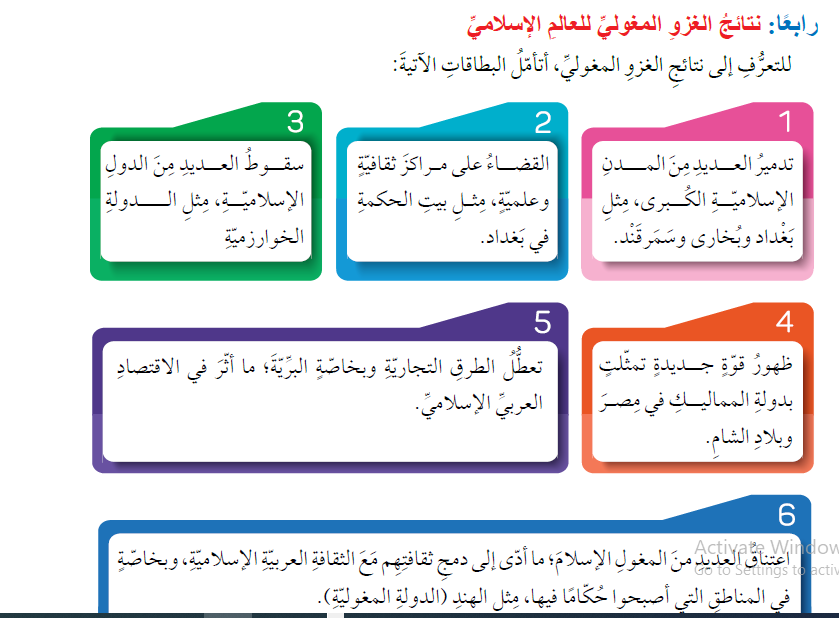 رابعًا: نتائجُ الغزوِ المغوليِّ للعالمِ الإسلاميِّ
للتعرُّفِ إلى نتائجِ الغزوِ المغوليِّ، أتأمّلُ البطاقاتِ الآتيةَ:
1
تدميرُ العديدِ مِنَ المدنِ
الإسلاميّةِ الكُبرى، مِثلِ
بَغْداد وبُخارى وسَمَرقَنْد.
2
القضاءُ على مراكزَ ثقافيّةٍ
وعلميّةٍ، مِثلِ بيتِ الحكمةِ
في بَغداد.
3
سقوطُ العديدِ مِنَ الدولِ
الإسلاميّةِ، مِثلِ الدولةِ
الخوارزميّةِ
4
ظهورُ قوّةٍ جديدةٍ تمثّلتٍ
بدولةِ المماليكِ في مِصرَ
وبلادِ الشامِ.
5
تعطُّلُ الطرقِ التجاريّةِ وبخاصّةٍ البرِّيّةَ؛ ما أثّرَ في الاقتصادِ
العربيِّ الإسلاميِّ.
6
اعتناقُ العديدِ منَ المغولِ الإسلامَ؛ ما أدّى إلى دمجِ ثقافتِهِم مَعَ الثقافةِ العربيّةِ الإسلاميّةِ، وبخاصّةٍ
في المناطقِ التي أصبحوا حُكّامًا فيها، مِثل الهندِ (الدولةِ المغوليّةِ).
Activate Window
Go to Settings to activ